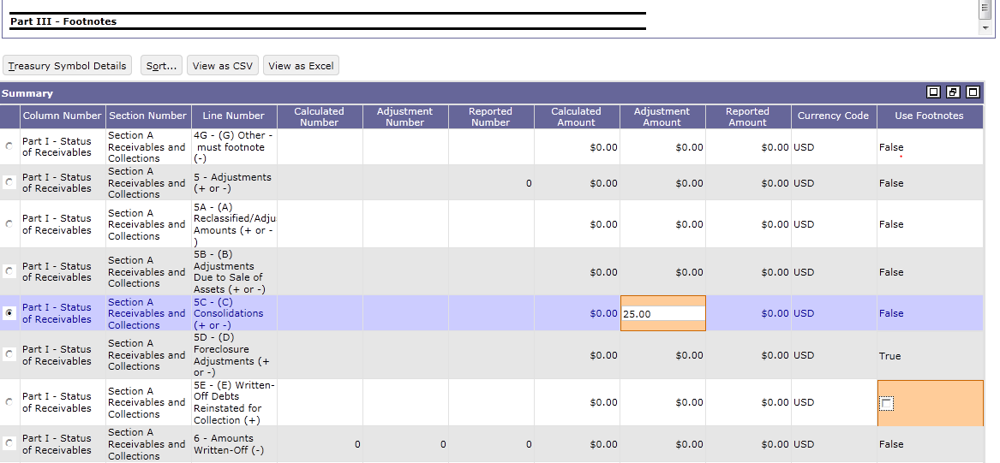 Part III - Footnotes
Treasury Symbol Details
Sort...
View as CSV
View as Excel
Summary
Column Number
Section Number
Line Number
Calculated
Number
Adjustment
Number
Reported
Number
Calculated
Amount
Adjustment
Amount
Reported
Amount
Currency Code
Use Footnotes
Part I - Status
of Receivables
Section A
Receivables and
Collections
4G - (G) Other -
must footnote
(-)
$0.00
$0.00
$0.00
USD
False
Part I - Status
of Receivables
Section A
Receivables and
Collections
5 - Adjustments
(+ or -)
0
$0.00
$0.00
$0.00
USD
False
Part I - Status
of Receivables
Section A
Receivables and
Collections
5A - (A)
Reclassified/Adju
Amounts (+ or -
)
$0.00
$0.00
$0.00
USD
False
Part I - Status
of Receivables
Section A
Receivables and
Collections
5B - (B)
Adjustments
Due to Sale of
Assets (+ or -)
$0.00
$0.00
$0.00
USD
False
Part I - Status
of Receivables
Section A
Receivables and
Collections
5C - (C)
Consolidations
(+ or -)
$0.00
25.00
$0.00
USD
False
Part I - Status
of Receivables
Section A
Receivables and
Collections
5D - (D)
Foreclosure
Adjustments (+
or -)
$0.00
$0.00
$0.00
USD
True
Part I - Status
of Receivables
Section A
Receivables and
Collections
5E - (E) Written-
Off Debts
Reinstated for
Collection (+)
$0.00
$0.00
$0.00
USD
Part I - Status
of Receivables
Section A
Receivables and
Collections
6 - Amounts
Written-Off (-)
0
0
0
$0.00
$0.00
$0.00
USD
False